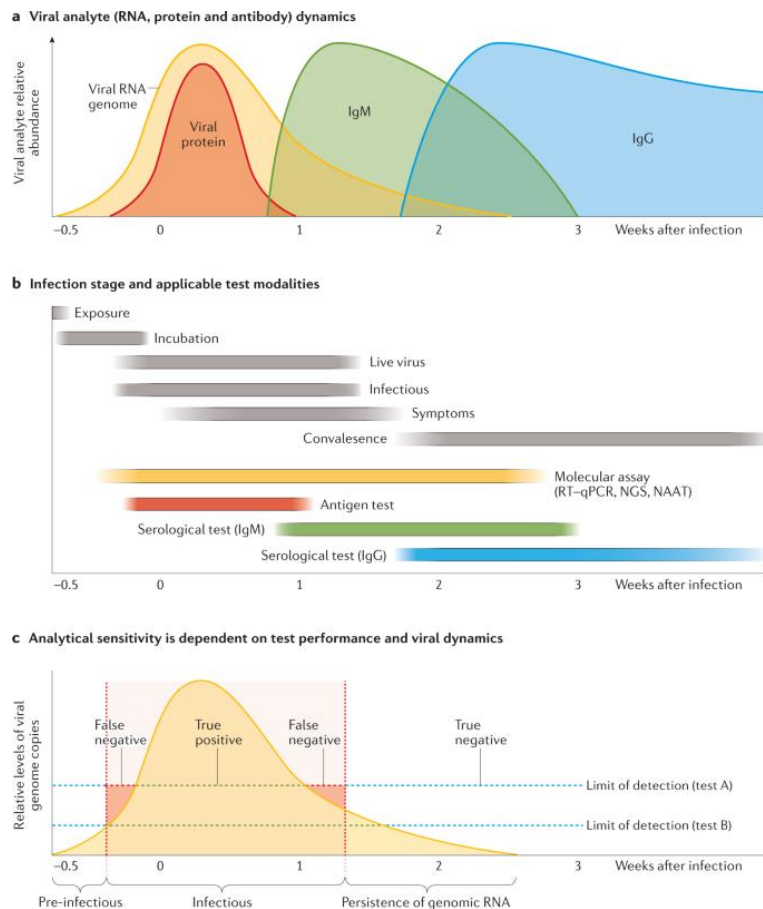 a Viral analyte (RNA, protein and antibody) dynamics
Viral analyte relative
abundance
Viral RNA
genome
Viral
protein
IgM
IgG
–0.5 0 1 2 3 Weeks after infection
b Infection stage and applicable test modalities
Exposure
Incubation
Live virus
Infectious
Symptoms
Convalesence
Molecular assay
(RT–qPCR, NGS, NAAT)
Antigen test
Serological test (IgM)
Serological test (IgG)
–0.5 0 1 2 3 Weeks after infection
c Analytical sensitivity is dependent on test performance and viral dynamics
Relative levels of viral
genome copies
False
negative
True
positive
False
negative
True
negative
Limit of detection (test A)
Limit of detection (test B)
–0.5 0 1 2 3 Weeks after infection
Pre-infectious Infectious Persistence of genomic RNA